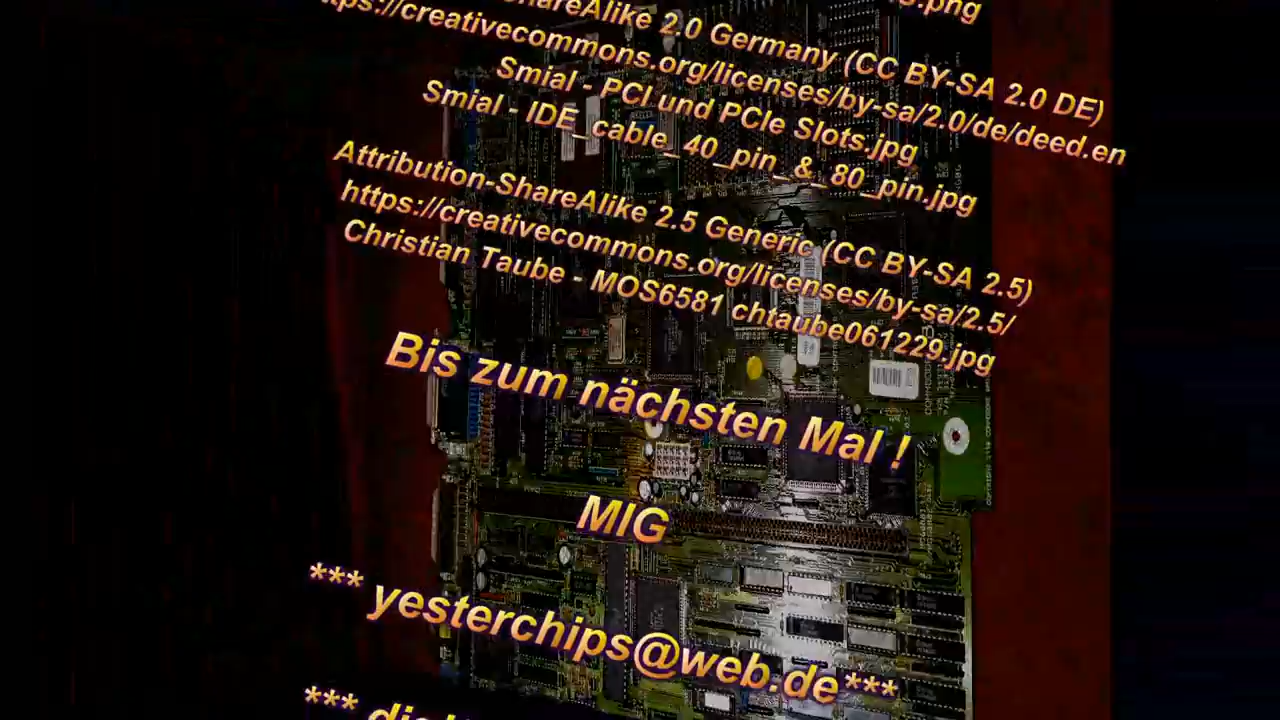 ShareAlike 2.0 Germany (CC BY-SA 2.0 DE)
https://creativecommons.org/licenses/by-sa/2.0/de/deed.en
Smial - PCI und PCIe Slots.jpg
Smial - IDE_cable_40_pin_&_80_pin.jpg
Attribution-ShareAlike 2.5 Generic (CC BY-SA 2.5)
https://creativecommons.org/licenses/by-sa/2.5/
Christian Taube - MOS6581 chtaube061229.jpg
Bis zum nächsten Mal !
MIG
*** yesterchips@web.de***
***